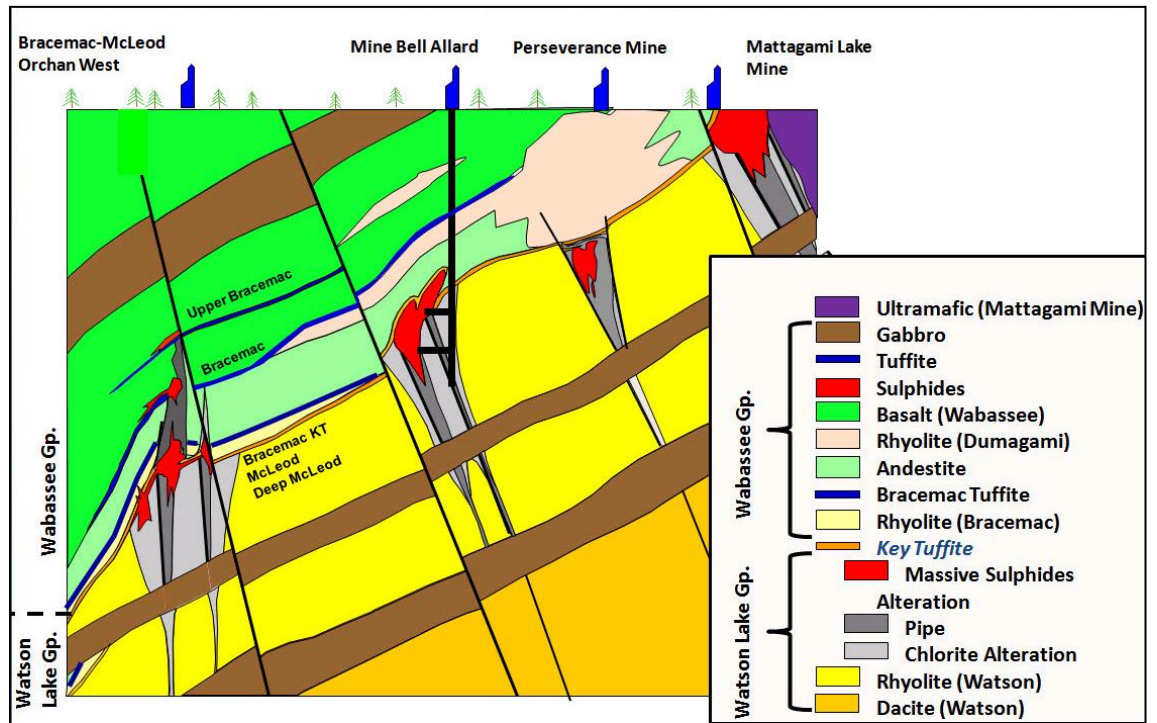 Bracemac-McLeod
Orchan West
Mine Bell Allard
Perseverance Mine
Mattagami Lake
Mine
Upper Bracemac
Bracemac
Bracemac KT
McLeod
Deep McLeod
Wabassee Gp.
Watson
Lake Gp.
Ultramafic (Mattagami Mine)
Gabbro
Tuffite
Sulphides
Basalt (Wabassee)
Rhyolite (Dumagami)
Andestite
Bracemac Tuffite
Rhyolite (Bracemac)
Key Tuffite
Massive Sulphides
Alteration
Pipe
Chlorite Alteration
Rhyolite (Watson)
Dacite (Watson)
Wabassee Gp.
Watson Lake Gp.